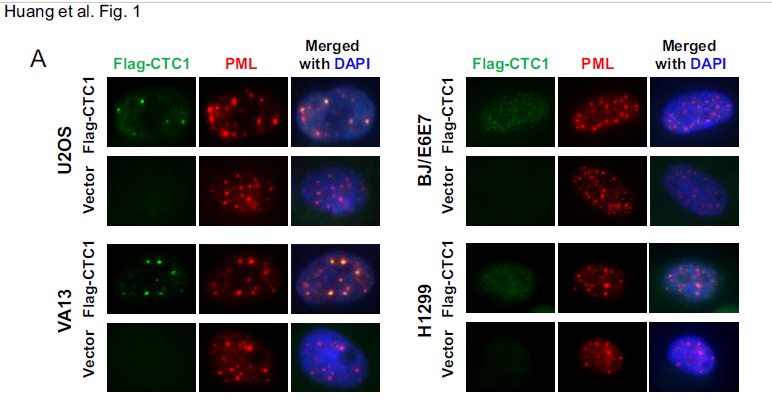 Huang et al. Fig. 1
A
Flag-CTC1 PML Merged with DAPI
U2OS
Flag-CTC1
Vector
VA13
Flag-CTC1
Vector
Flag-CTC1 PML Merged with DAPI
BJ/E6E7
Flag-CTC1
Vector
H1299
Flag-CTC1
Vector